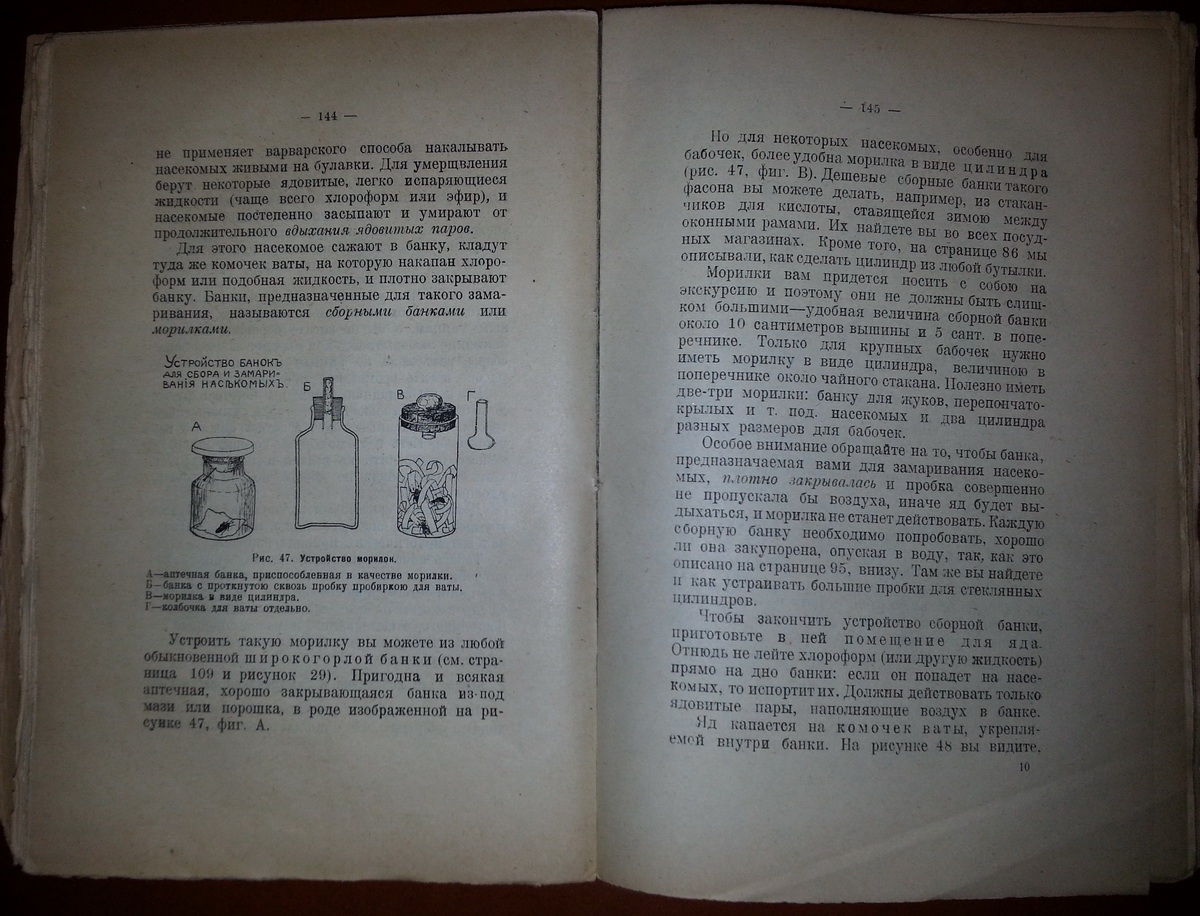 — 144 —
не применяет варварского способа накалывать
насекомых живыми на булавки. Для умерщвления
берут некоторые ядовитые, легко испаряющиеся
жидкости (чаще всего хлороформ или эфир), и
насекомые постепенно засыпают и умирают от
продолжительного вдыхания ядовитых паров.
Для этого насекомое сажают в банку, кладут
туда же комочек ваты, на которую накапан хлоро-
форм или подобная жидкость, и плотно закрывают
банку. Банки, предназначенные для такого зама-
ривания, называются сборными банками или
морилками.
Устройство банокъ
для сбора и замари-
ванія насѣкомыхъ.
А
Б
В
Г
Рис. 47. Устройство морилок.
А—аптечная банка, приспособленная в качестве морилки.
Б—банка с проткнутою сквозь пробку пробиркою для ваты.
В—морилка в виде цилиндра.
Г—колбочка для ваты отдельно.
Устроить такую морилку вы можете из любой
обыкновенной широкогорлой банки (см. стра-
ница 109 и рисунок 29). Пригодна и всякая
аптечная, хорошо закрывающаяся банка из-под
мази или порошка, в роде изображенной на ри-
сунке 47, фиг. А.
— 145 —
Но для некоторых насекомых, особенно для
бабочек, более удобна морилка в виде цилиндра
(рис. 47, фиг. В). Дешевые сборные банки такого
фасона вы можете делать, например, из стакан-
чиков для кислоты, ставящейся зимою между
оконными рамами. Их найдете вы во всех посуд-
ных магазинах. Кроме того, на странице 86 мы
описывали, как сделать цилиндр из любой бутылки.
Морилки вам придется носить с собою на
экскурсию и поэтому они не должны быть слиш-
ком большими—удобная величина сборной банки
около 10 сантиметров вышины и 5 сант. в попе-
речнике. Только для крупных бабочек нужно
иметь морилку в виде цилиндра, величиною в
поперечнике около чайного стакана. Полезно иметь
две-три морилки: банку для жуков, перепончато-
крылых и т. под. насекомых и два цилиндра
разных размеров для бабочек.
Особое внимание обращайте на то, чтобы банка,
предназначаемая вами для замаривания насеко-
мых, плотно закрывалась и пробка совершенно
не пропускала бы воздуха, иначе яд будет вы-
дыхаться, и морилка не станет действовать. Каждую
сборную банку необходимо попробовать, хорошо
ли она закупорена, опуская в воду, так, как это
описано на странице 95, внизу. Там же вы найдете
и как устраивать большие пробки для стеклянных
цилиндров.
Чтобы закончить устройство сборной банки,
приготовьте в ней помещение для яда.
Отнюдь не лейте хлороформ (или другую жидкость)
прямо на дно банки: если он попадет на насе-
комых, то испортит их. Должны действовать только
ядовитые пары, наполняющие воздух в банке.
Яд капается на комочек ваты, укрепля-
емой внутри банки. На рисунке 48 вы видите,
10